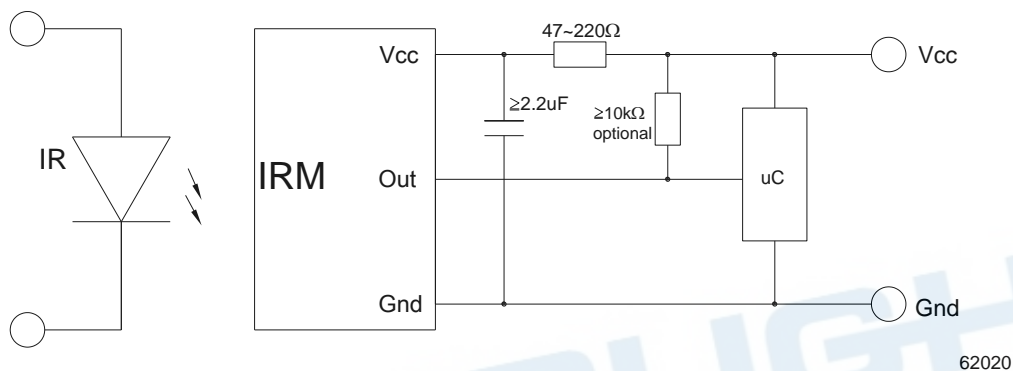 47~220Ω
Vcc
Vcc
≥2.2uF
≥10kΩ
optional
IR
IRM
Out
uC
Gnd
Gnd
62020